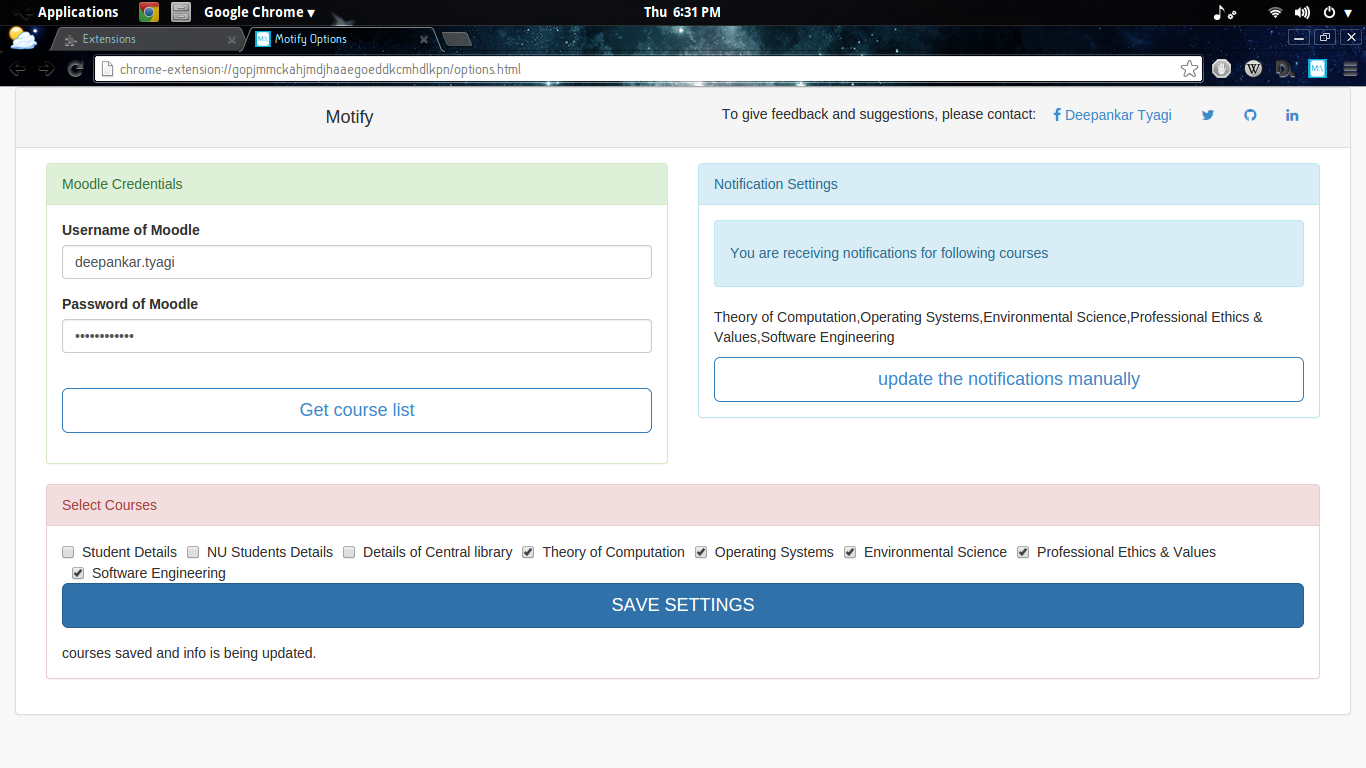 Applications
Google Chrome ▾
Thu 6:31 PM
Extensions
Motify Options
chrome-extension://gopjmmckahjmdjhaaegoeddkcmhdlkpn/options.html
Motify
To give feedback and suggestions, please contact: Deepankar Tyagi
Moodle Credentials
Username of Moodle
deepankar.tyagi
Password of Moodle
••••••••••••
Get course list
Notification Settings
You are receiving notifications for following courses
Theory of Computation,Operating Systems,Environmental Science,Professional Ethics &
Values,Software Engineering
update the notifications manually
Select Courses
Student Details NU Students Details Details of Central library Theory of Computation Operating Systems Environmental Science Professional Ethics & Values
Software Engineering
SAVE SETTINGS
courses saved and info is being updated.